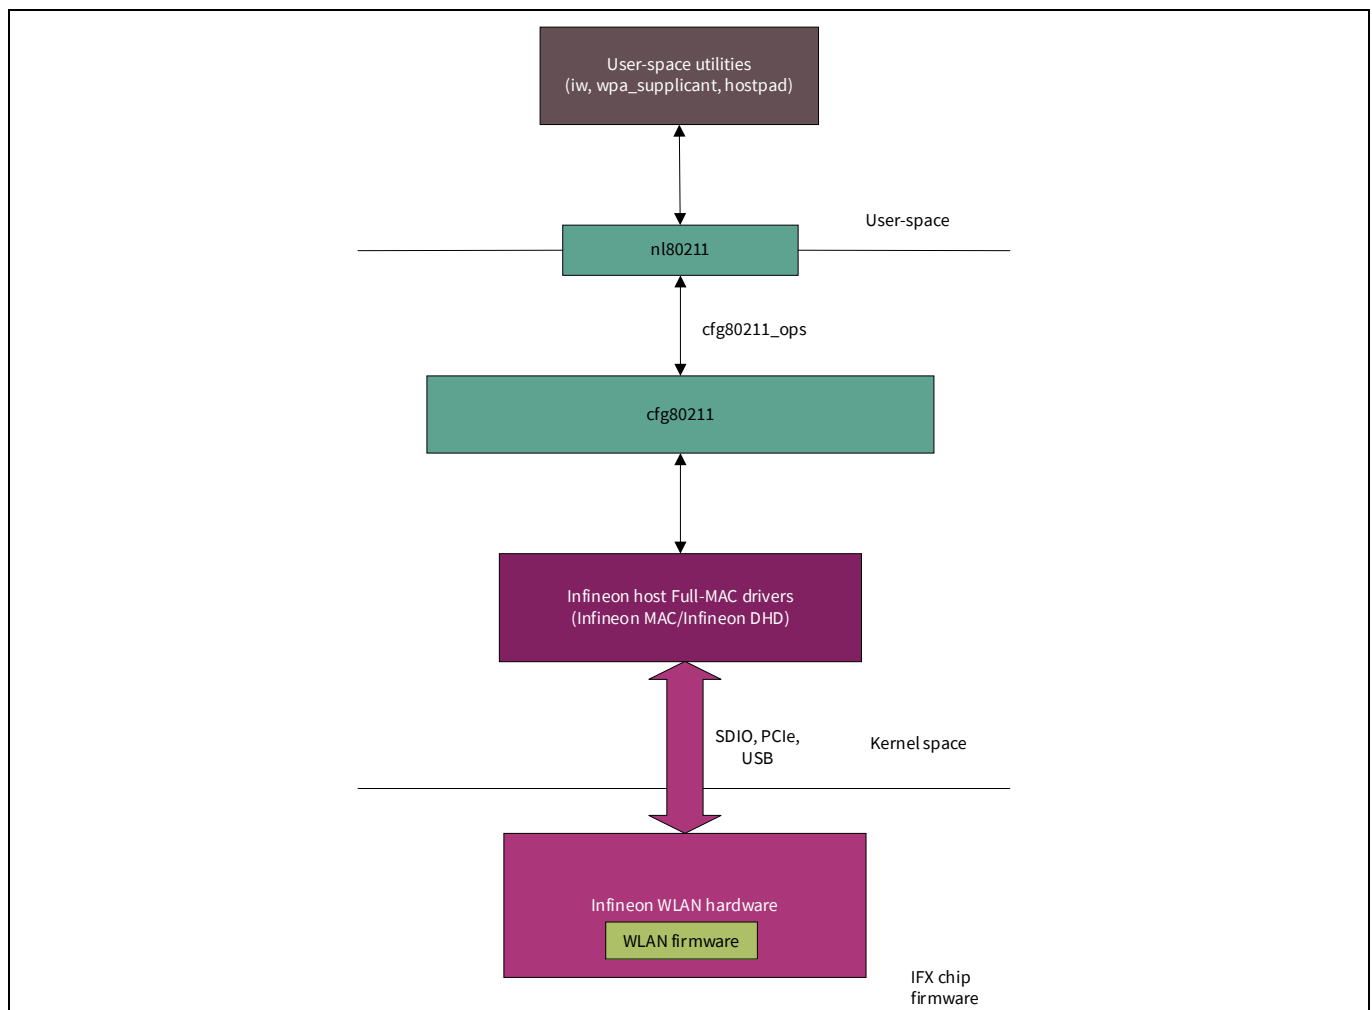 User-space utilities
(iw, wpa_supplicant, hostpad)
User-space
nl80211
cfg80211_ops
cfg80211
Infineon host Full-MAC drivers
(Infineon MAC/Infineon DHD)
SDIO, PCIe,
USB
Kernel space
Infineon WLAN hardware
WLAN firmware
IFX chip
firmware